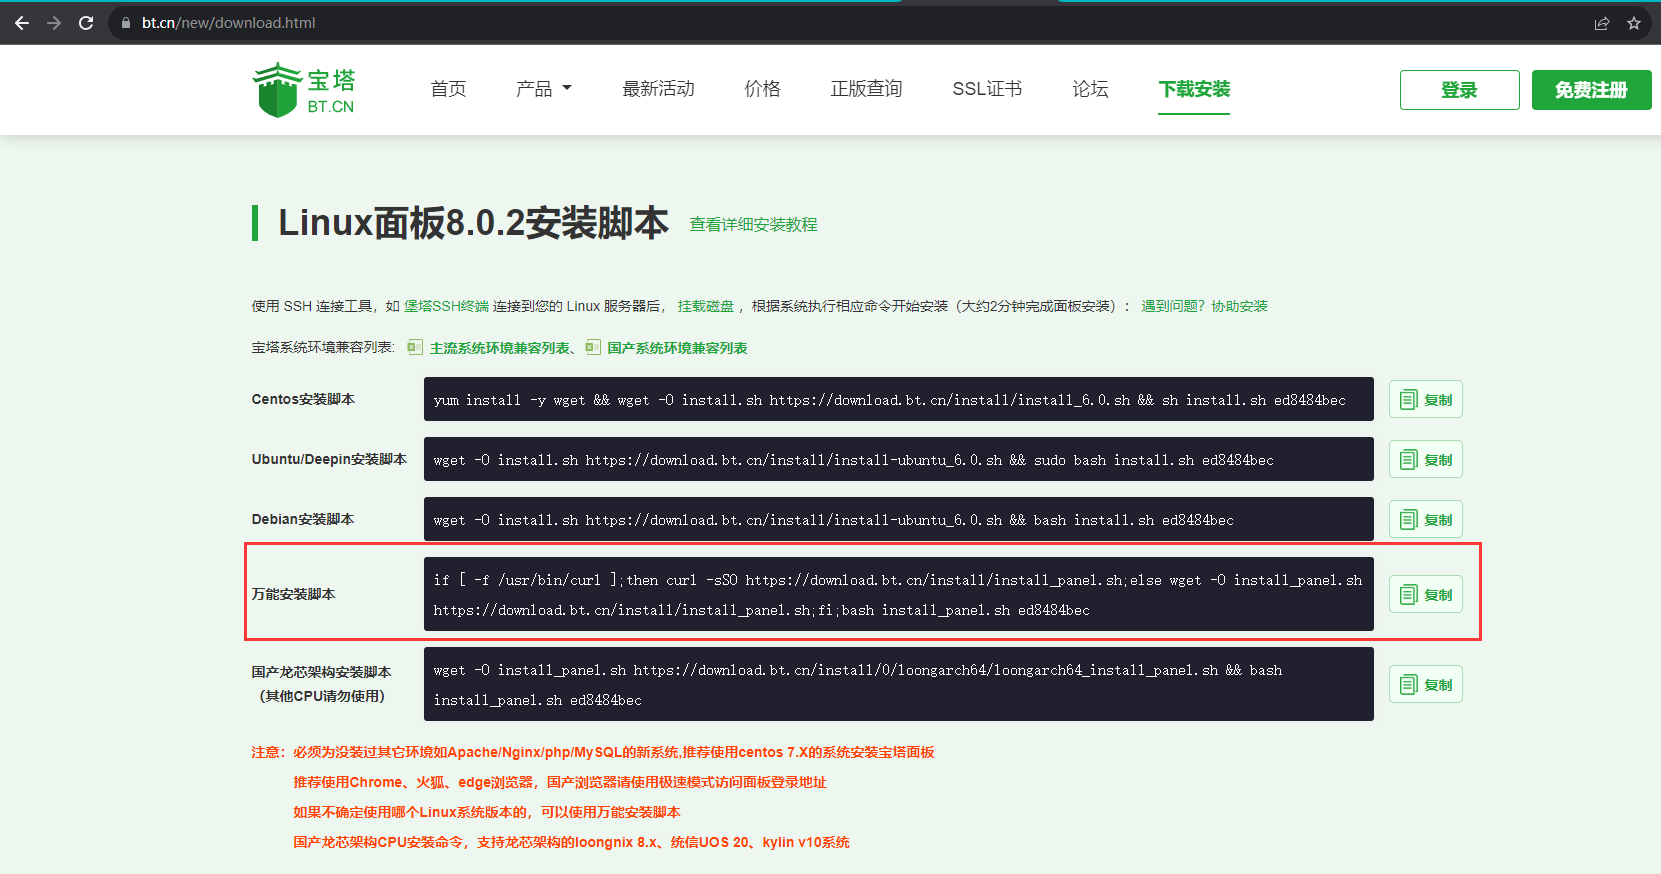 bt.cn/new/download.html
宝塔
BT.CN
首页 产品 最新活动 价格 正版查询 SSL证书 论坛 下载安装 登录 免费注册
Linux面板8.0.2安装脚本 查看详细安装教程
使用 SSH 连接工具，如 堡塔SSH终端 连接到您的 Linux 服务器后， 挂载磁盘 ，根据系统执行相应命令开始安装（大约2分钟完成面板安装）： 遇到问题？协助安装
宝塔系统环境兼容列表: 主流系统环境兼容列表、 国产系统环境兼容列表
Centos安装脚本 yum install -y wget && wget -O install.sh https://download.bt.cn/install/install_6.0.sh && sh install.sh ed8484bec 复制
Ubuntu/Deepin安装脚本 wget -O install.sh https://download.bt.cn/install/install-ubuntu_6.0.sh && sudo bash install.sh ed8484bec 复制
Debian安装脚本 wget -O install.sh https://download.bt.cn/install/install-ubuntu_6.0.sh && bash install.sh ed8484bec 复制
if [ -f /usr/bin/curl ];then curl -sSO https://download.bt.cn/install/install_panel.sh;else wget -O install_panel.sh
万能安装脚本 复制
https://download.bt.cn/install/install_panel.sh;fi;bash install_panel.sh ed8484bec
国产龙芯架构安装脚本 wget -O install_panel.sh https://download.bt.cn/install/0/loongarch64/loongarch64_install_panel.sh && bash 复制
（其他CPU请勿使用） install_panel.sh ed8484bec
注意：必须为没装过其它环境如Apache/Nginx/php/MySQL的新系统,推荐使用centos 7.X的系统安装宝塔面板
推荐使用Chrome、火狐、edge浏览器，国产浏览器请使用极速模式访问面板登录地址
如果不确定使用哪个Linux系统版本的，可以使用万能安装脚本
国产龙芯架构CPU安装命令，支持龙芯架构的loongnix 8.x、统信UOS 20、kylin v10系统